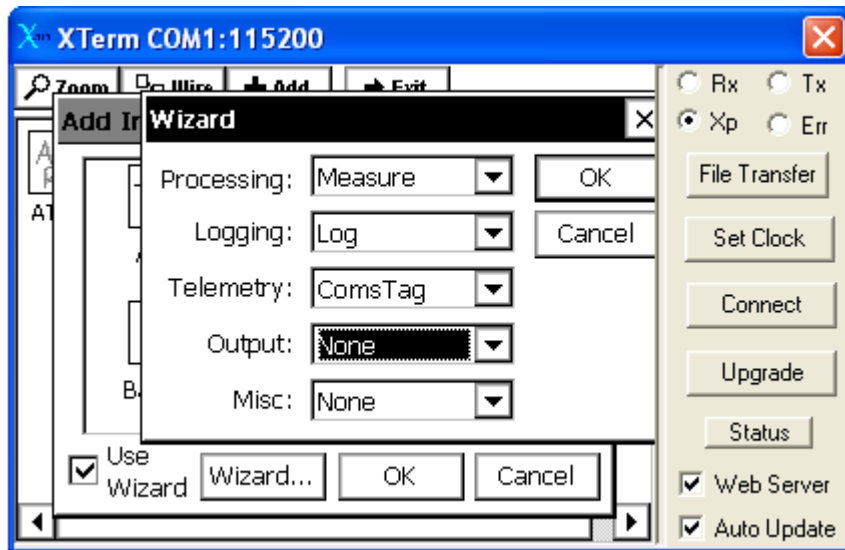 XTerm COM1:115200
Zoom Wire Add Exit
Rx Tx
Add In
Wizard
Xp Err
Processing: Measure OK
File Transfer
Logging: Log Cancel
Set Clock
Telemetry: ComsTag
Connect
Output: None
Upgrade
Misc: None
Status
Use Wizard
Wizard... OK Cancel
Web Server
Auto Update